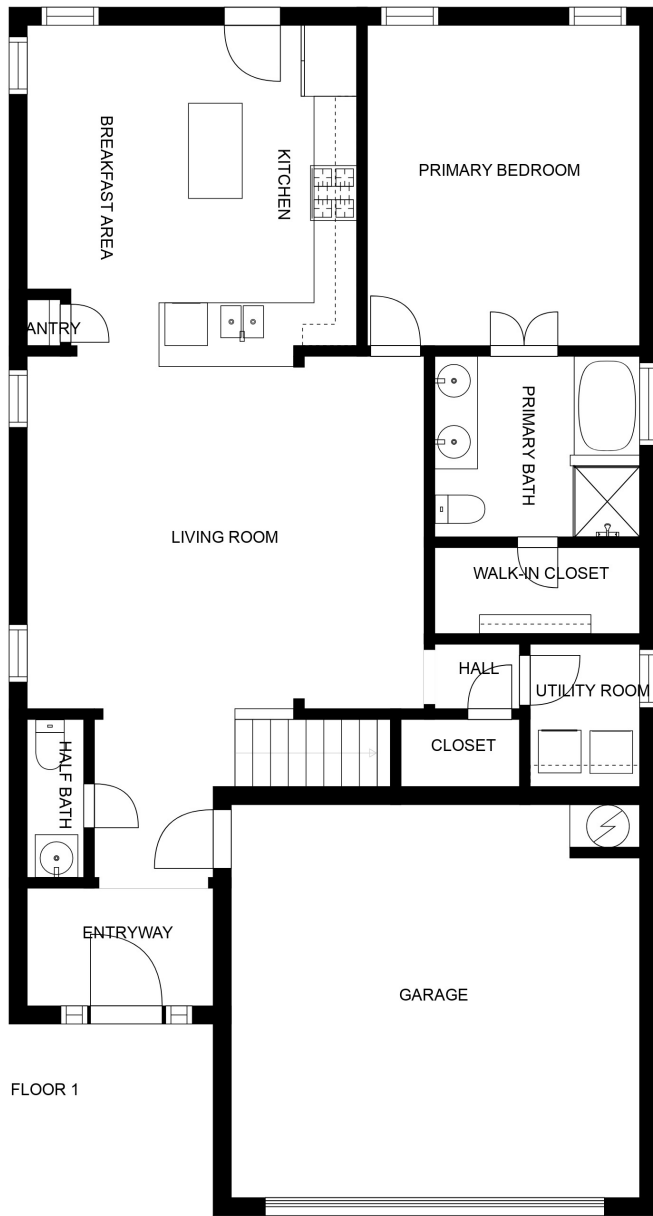 BREAKFAST AREA
KITCHEN
PRIMARY BEDROOM
ANTRY
PRIMARY BATH
LIVING ROOM
WALK-IN CLOSET
HALL
UTILITY ROOM
CLOSET
HALF BATH
ENTRYWAY
GARAGE
FLOOR 1